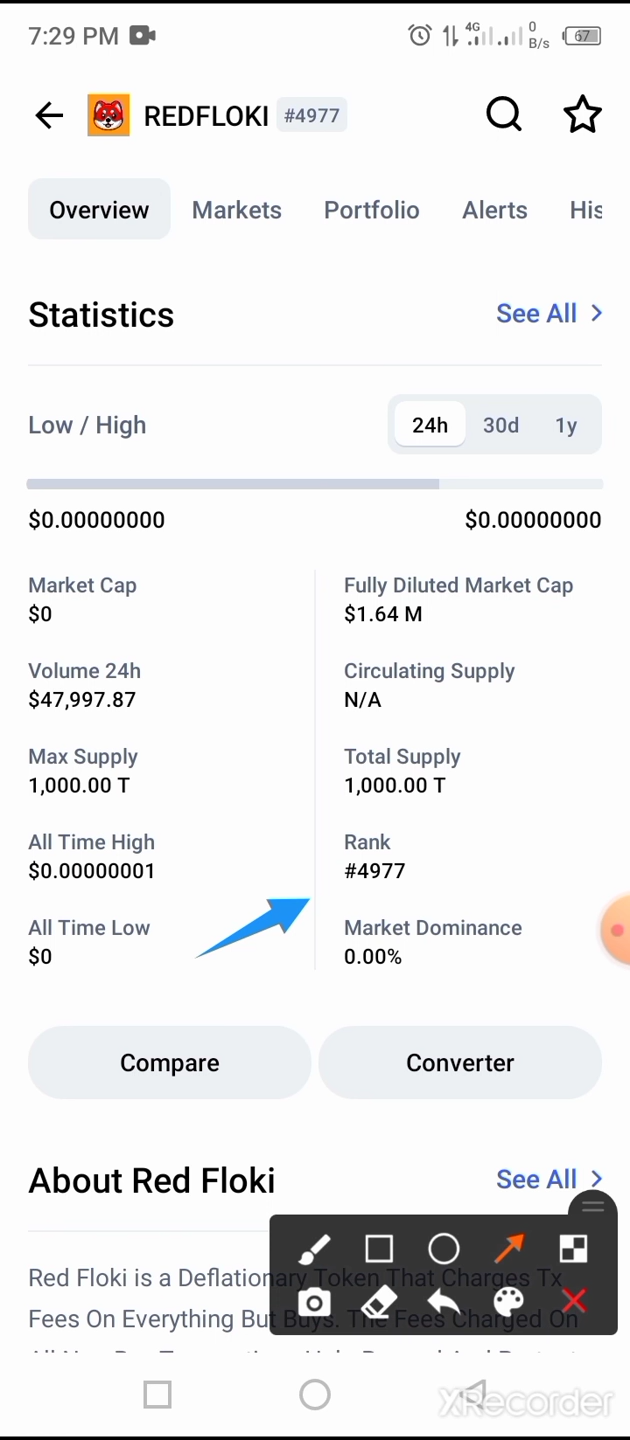 7:29 PM
4G
0
B/s
67
REDFLOKI #4977
Overview Markets Portfolio Alerts His
Statistics
See All
Low / High
24h 30d 1y
$0.00000000
$0.00000000
Market Cap
$0
Fully Diluted Market Cap
$1.64 M
Volume 24h
$47,997.87
Circulating Supply
N/A
Max Supply
1,000.00 T
Total Supply
1,000.00 T
All Time High
$0.00000001
Rank
#4977
All Time Low
$0
Market Dominance
0.00%
Compare
Converter
About Red Floki
See All
Red Floki is a Deflationary Token That Charges Tx
Fees On Everything But Buys. The Fees Charged On
XRecorder